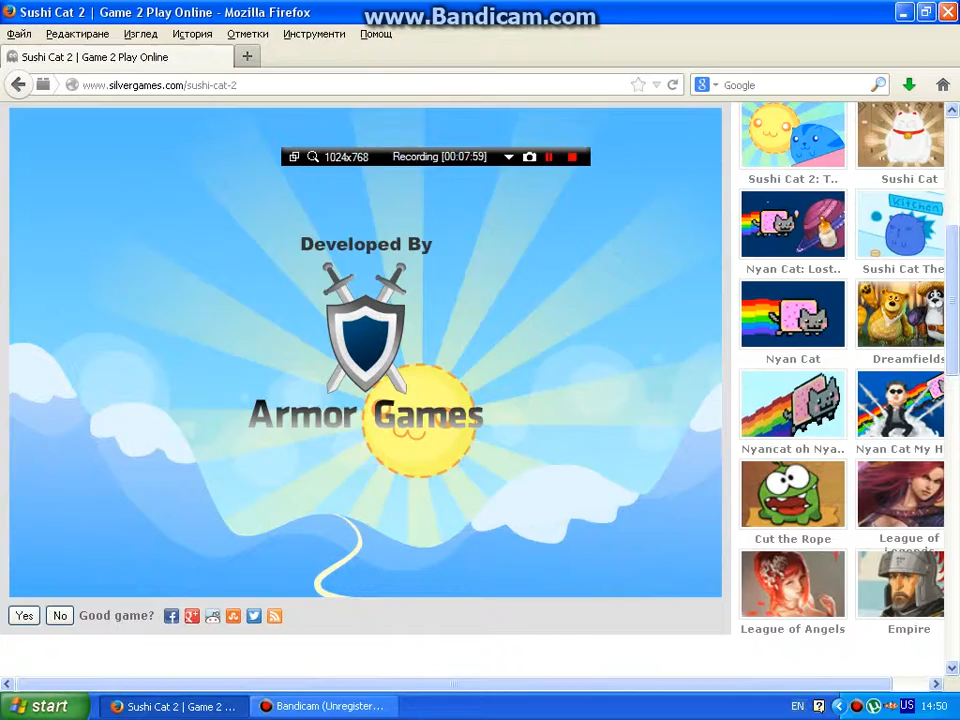 Sushi Cat 2 | Game 2 Play Online - Mozilla Firefox
www.Bandicam.com
Файл Редактиране Изглед История Отметки Инструменти Помощ
Sushi Cat 2 | Game 2 Play Online
www.silvergames.com/sushi-cat-2
Google
1024x768 Recording [00:07:59]
Developed By
Armor Games
Sushi Cat 2: T.. Sushi Cat
Kitchen
Nyan Cat: Lost.. Sushi Cat The
Nyan Cat Dreamfields
Nyancat oh Nya.. Nyan Cat My H
Cut the Rope League of
Legends
League of Angels Empire
Yes No Good game?
start Sushi Cat 2 | Game 2 ... Bandicam (Unregister... EN US 14:50